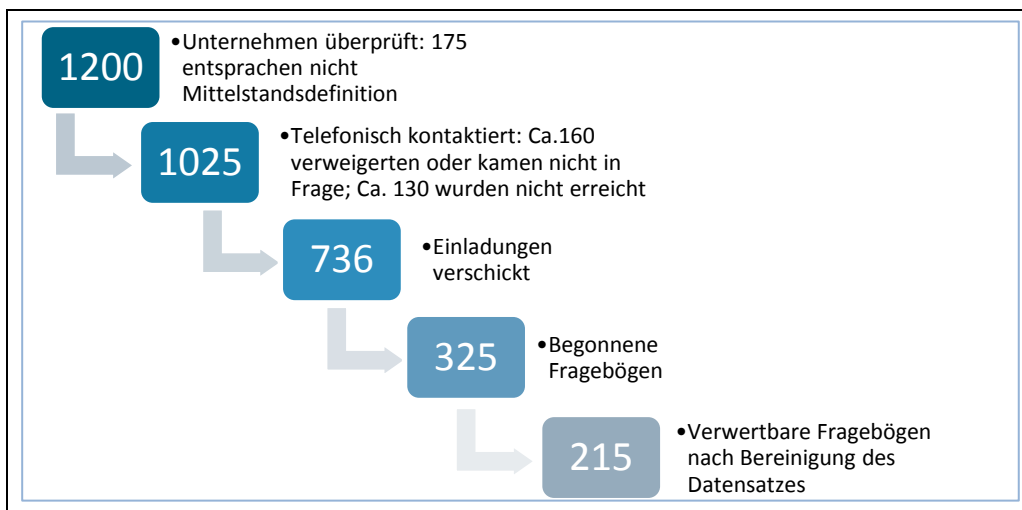 1200
•Unternehmen überprüft: 175
entsprachen nicht
Mittelstandsdefinition
1025
•Telefonisch kontaktiert: Ca.160
verweigerten oder kamen nicht in
Frage; Ca. 130 wurden nicht erreicht
736
•Einladungen
verschickt
325
•Begonnene
Fragebögen
215
•Verwertbare Fragebögen
nach Bereinigung des
Datensatzes